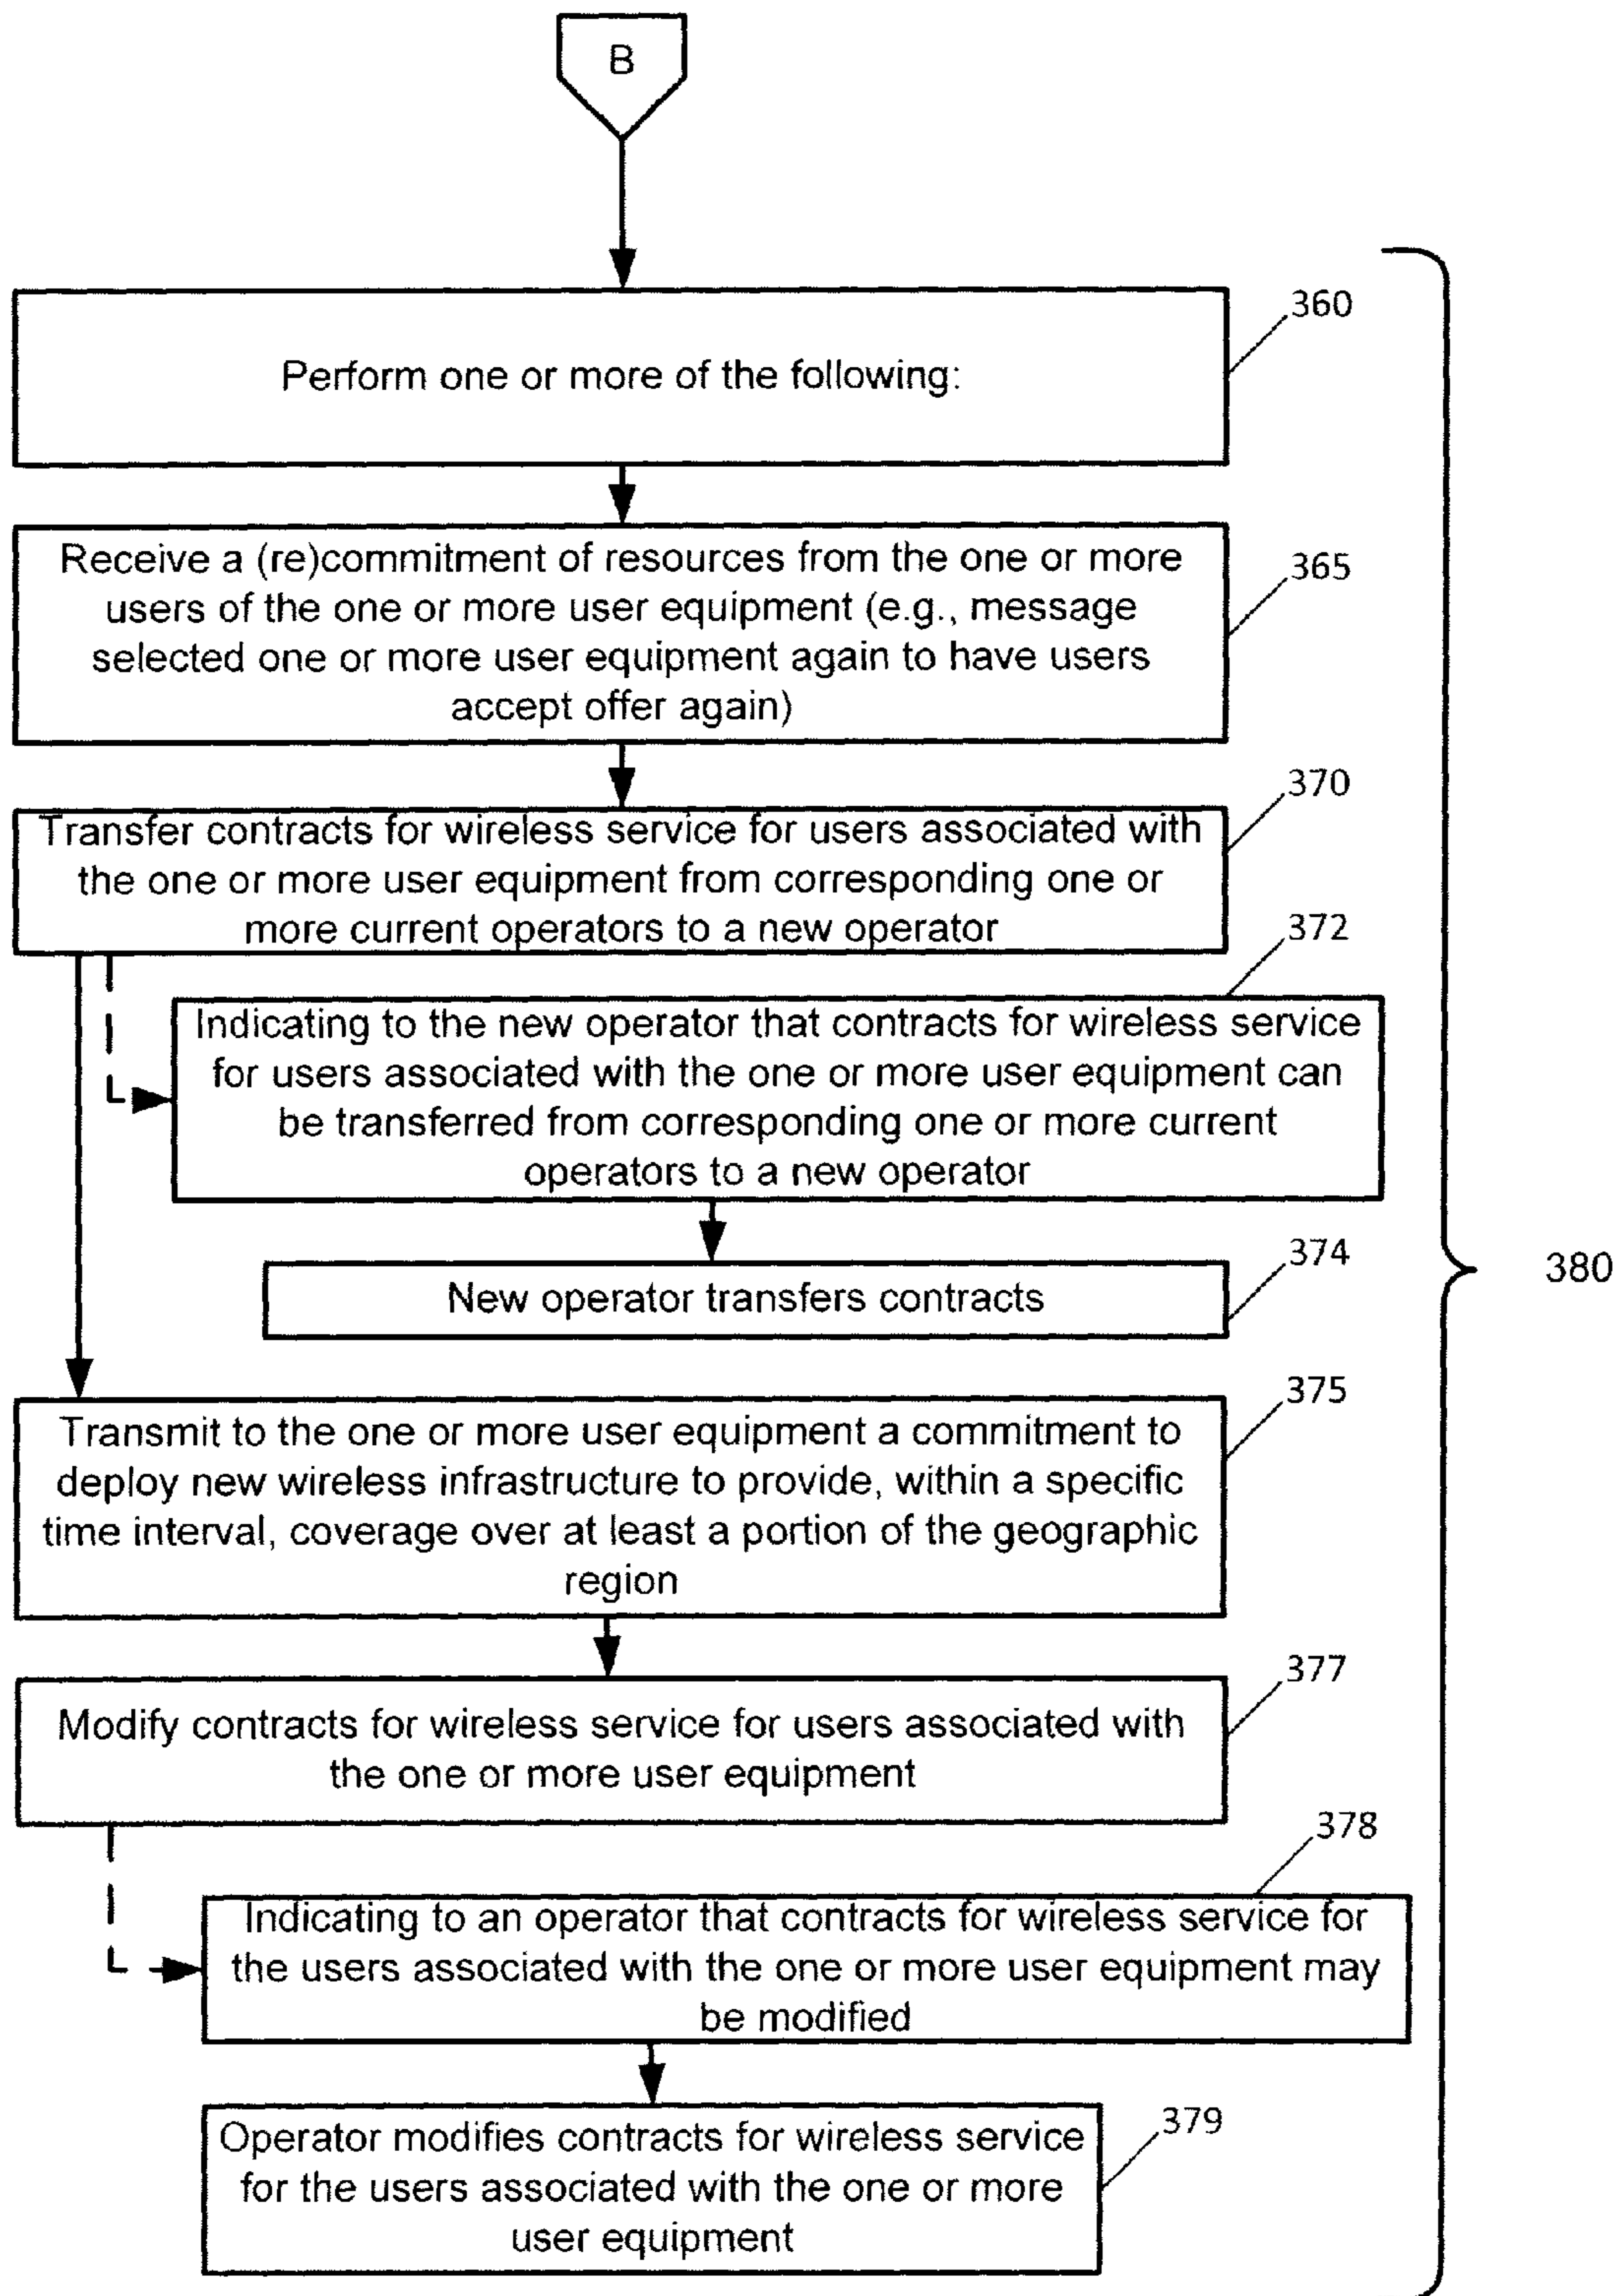 B
Perform one or more of the following:
360
Receive a (re)commitment of resources from the one or more
users of the one or more user equipment (e.g., message
selected one or more user equipment again to have users
accept offer again)
365
Transfer contracts for wireless service for users associated with
the one or more user equipment from corresponding one or
more current operators to a new operator
370
372
Indicating to the new operator that contracts for wireless service
for users associated with the one or more user equipment can
be transferred from corresponding one or more current
operators to a new operator
374
New operator transfers contracts
380
375
Transmit to the one or more user equipment a commitment to
deploy new wireless infrastructure to provide, within a specific
time interval, coverage over at least a portion of the geographic
region
377
Modify contracts for wireless service for users associated with
the one or more user equipment
378
Indicating to an operator that contracts for wireless service for
the users associated with the one or more user equipment may
be modified
379
Operator modifies contracts for wireless service
for the users associated with the one or more
user equipment